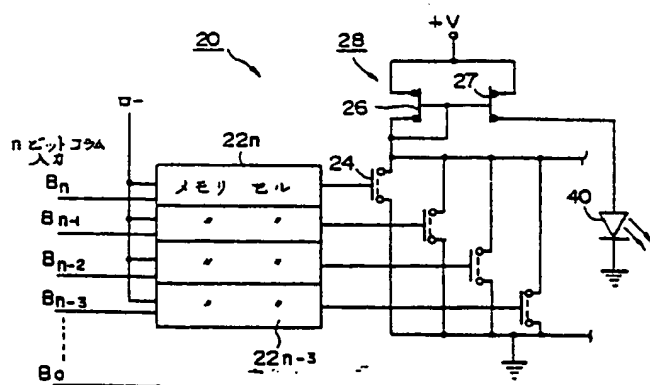 +V
20
28
27
26
ロー
nビットコラム
入力
22n
24
メモリ セル
Bn
〃 〃
Bn-1
〃 〃
Bn-2
〃 〃
Bn-3
40
22n-3
Bo